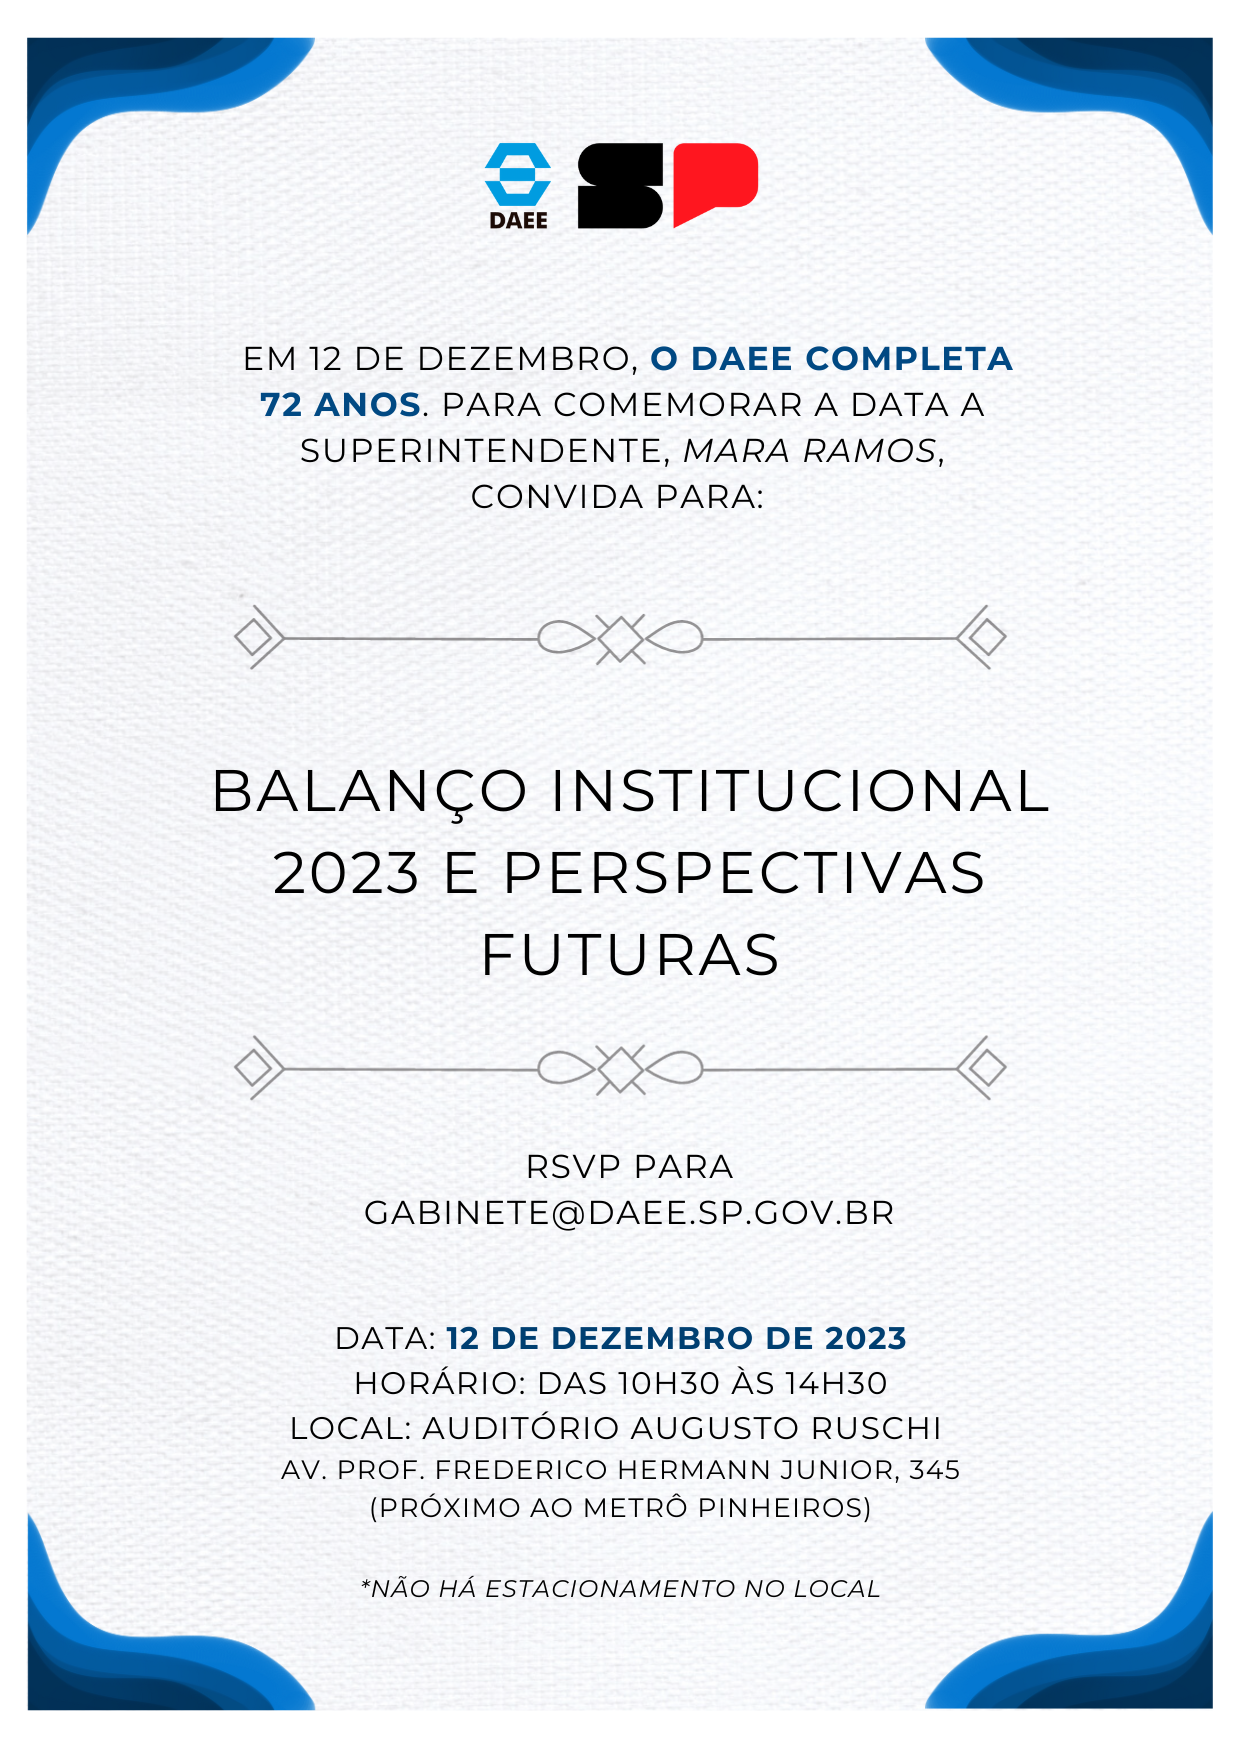 DAEE SP
EM 12 DE DEZEMBRO, O DAEE COMPLETA
72 ANOS. PARA COMEMORAR A DATA A
SUPERINTENDENTE, MARA RAMOS,
CONVIDA PARA:
BALANÇO INSTITUCIONAL
2023 E PERSPECTIVAS
FUTURAS
RSVP PARA
GABINETE@DAEE.SP.GOV.BR
DATA: 12 DE DEZEMBRO DE 2023
HORÁRIO: DAS 10H30 ÀS 14H30
LOCAL: AUDITÓRIO AUGUSTO RUSCHI
AV. PROF. FREDERICO HERMANN JUNIOR, 345
(PRÓXIMO AO METRÔ PINHEIROS)
*NÃO HÁ ESTACIONAMENTO NO LOCAL